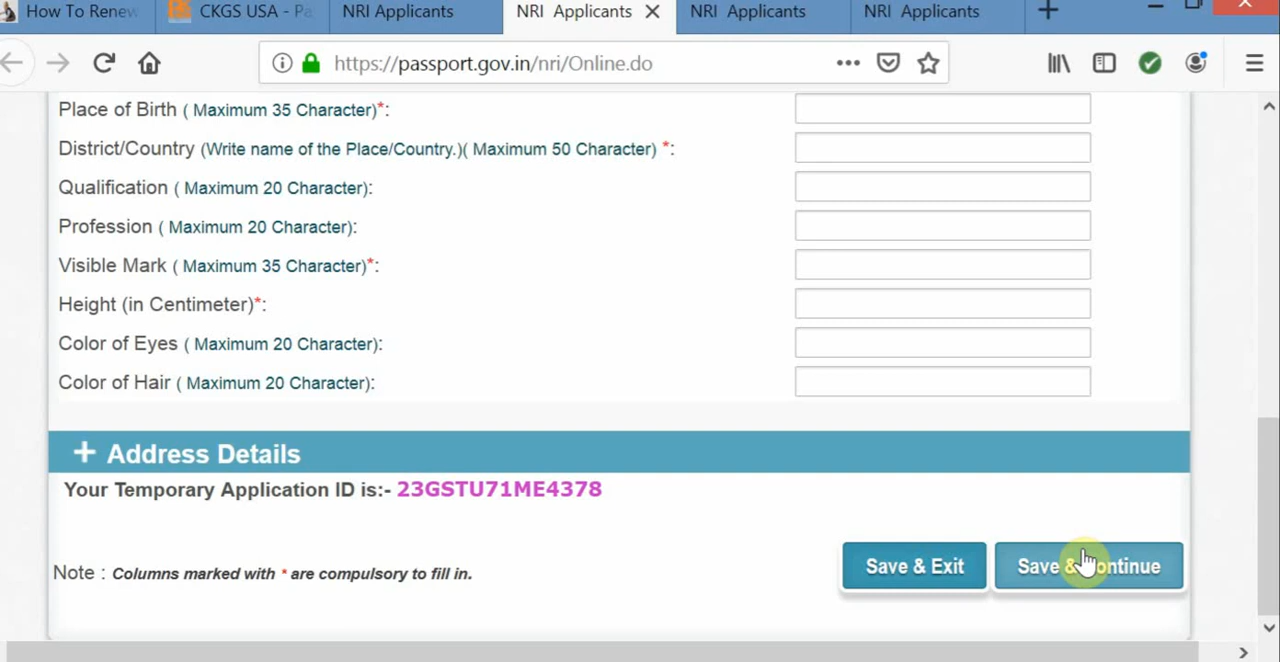 How To Renew
CKGS USA - Pa
NRI Applicants
NRI Applicants
NRI Applicants
NRI Applicants
https://passport.gov.in/nri/Online.do
Place of Birth ( Maximum 35 Character)*:
District/Country (Write name of the Place/Country.)( Maximum 50 Character) *:
Qualification ( Maximum 20 Character):
Profession ( Maximum 20 Character):
Visible Mark ( Maximum 35 Character)*:
Height (in Centimeter)*:
Color of Eyes ( Maximum 20 Character):
Color of Hair ( Maximum 20 Character):
+ Address Details
Your Temporary Application ID is:- 23GSTU71ME4378
Save & Exit
Save & Continue
Note : Columns marked with * are compulsory to fill in.